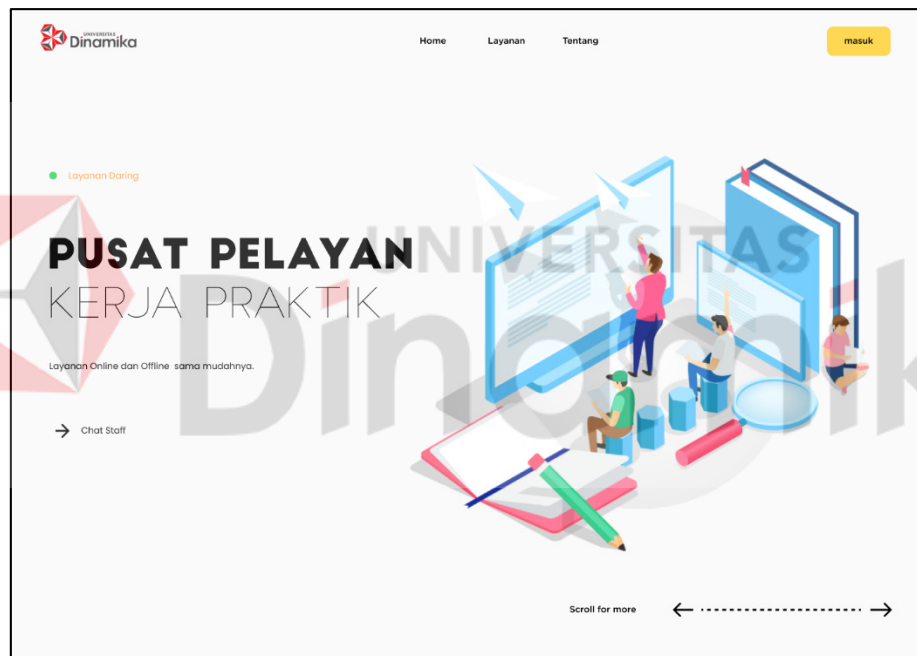 UNIVERSITAS
Dinamika
Home Layanan Tentang masuk
Layanan Daring
PUSAT PELAYAN
KERJA PRAKTIK
Layanan Online dan Offline sama mudahnya.
Chat Staff
Scroll for more
UNIVERSITAS
Dinamik